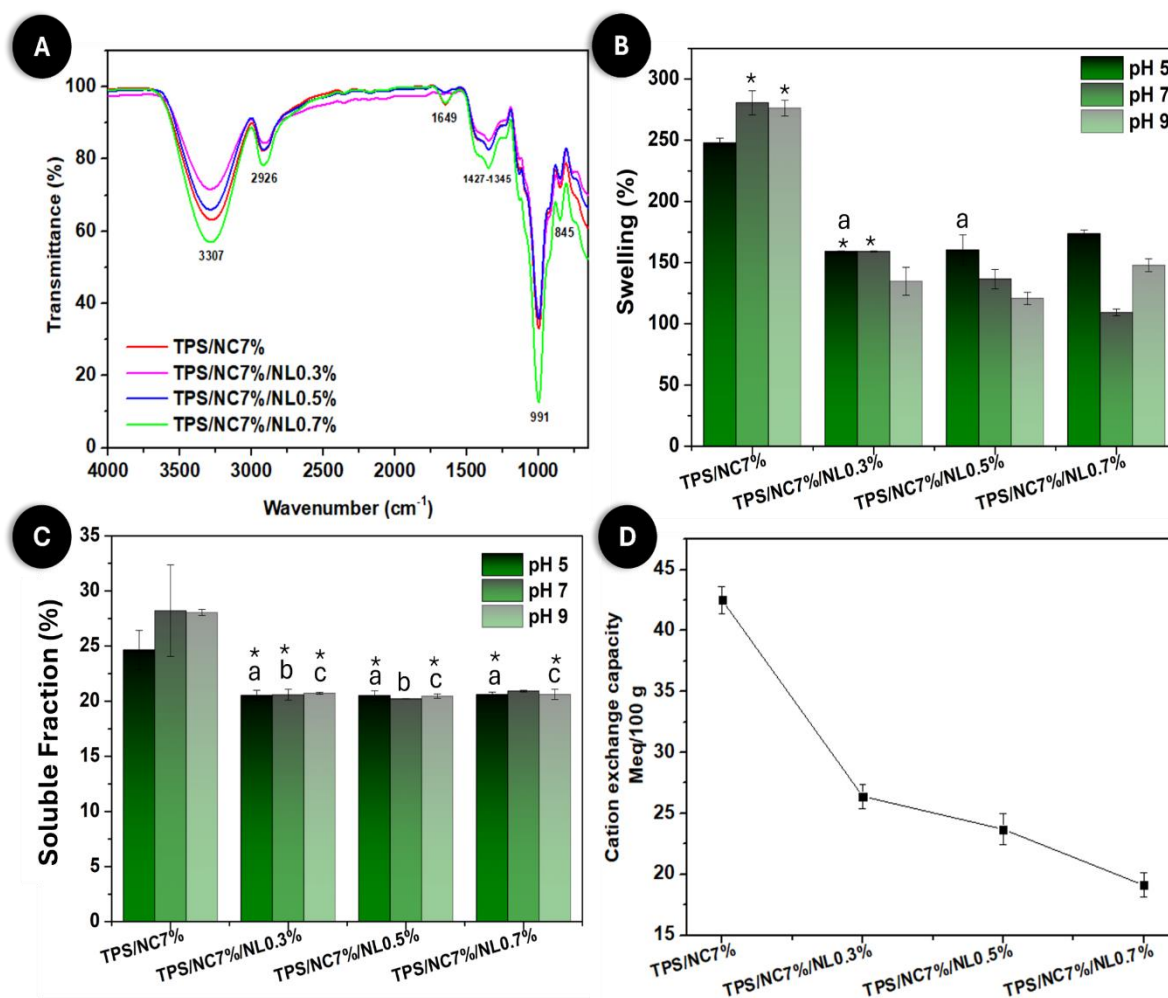 A
Transmittance (%)
100
80
60
40
20
0
1649
2926
1427-1345
845
3307
991
TPS/NC7%
TPS/NC7%/NL0.3%
TPS/NC7%/NL0.5%
TPS/NC7%/NL0.7%
4000 3500 3000 2500 2000 1500 1000
Wavenumber (cm⁻¹)
B
Swelling (%)
300
250
200
150
100
50
0
pH 5
pH 7
pH 9
* *
a a
* *
TPS/NC7%
TPS/NC7%/NL0.3%
TPS/NC7%/NL0.5%
TPS/NC7%/NL0.7%
C
Soluble Fraction (%)
35
30
25
20
15
10
5
0
pH 5
pH 7
pH 9
* * * * * * *
a b c a b c a c
TPS/NC7%
TPS/NC7%/NL0.3%
TPS/NC7%/NL0.5%
TPS/NC7%/NL0.7%
D
Cation exchange capacity
Meq/100 g
45
40
35
30
25
20
15
TPS/NC7%
TPS/NC7%/NL0.3%
TPS/NC7%/NL0.5%
TPS/NC7%/NL0.7%